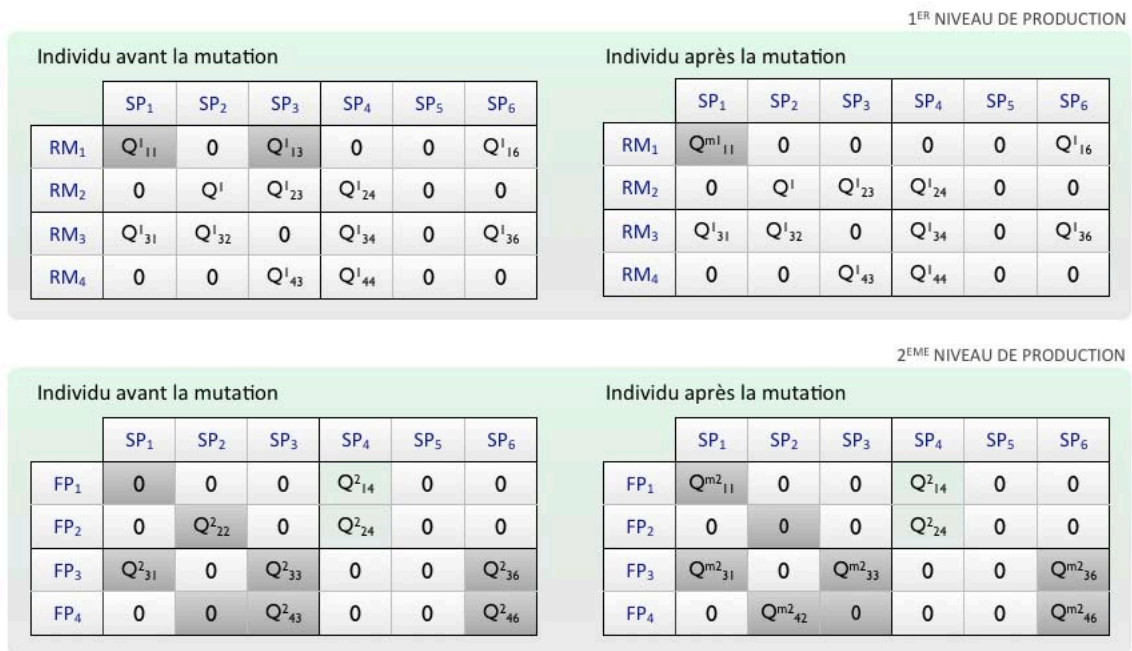 1ER NIVEAU DE PRODUCTION
Individu avant la mutation
SP1 SP2 SP3 SP4 SP5 SP6
RM1 Q¹11 0 Q¹13 0 0 Q¹16
RM2 0 Q¹ Q¹23 Q¹24 0 0
RM3 Q¹31 Q¹32 0 Q¹34 0 Q¹36
RM4 0 0 Q¹43 Q¹44 0 0
Individu après la mutation
SP1 SP2 SP3 SP4 SP5 SP6
RM1 Qᵐ¹11 0 0 0 0 Q¹16
RM2 0 Q¹ Q¹23 Q¹24 0 0
RM3 Q¹31 Q¹32 0 Q¹34 0 Q¹36
RM4 0 0 Q¹43 Q¹44 0 0
2EME NIVEAU DE PRODUCTION
Individu avant la mutation
SP1 SP2 SP3 SP4 SP5 SP6
FP1 0 0 0 Q²14 0 0
FP2 0 Q²22 0 Q²24 0 0
FP3 Q²31 0 Q²33 0 0 Q²36
FP4 0 0 Q²43 0 0 Q²46
Individu après la mutation
SP1 SP2 SP3 SP4 SP5 SP6
FP1 Qᵐ²11 0 0 Q²14 0 0
FP2 0 0 0 Q²24 0 0
FP3 Qᵐ²31 0 Qᵐ²33 0 0 Qᵐ²36
FP4 0 Qᵐ²42 0 0 0 Qᵐ²46